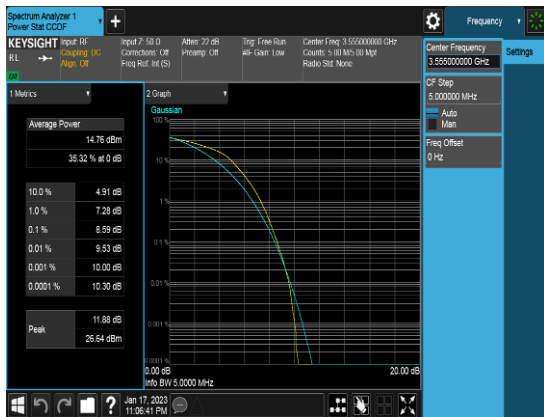 Spectrum Analyzer 1
Power Stat CCDF
Frequency
KEYSIGHT
Input: RF
Coupling: DC
Align: Off
Input Z: 50 Ω
Corrections: Off
Freq Ref: Int (S)
Atten: 22 dB
Preamp: Off
Trig: Free Run
#IF Gain: Low
Center Freq: 3.555000000 GHz
Counts: 5.00 M/5.00 Mpt
Radio Std: None
RL
Center Frequency
3.555000000 GHz
Settings
CF Step
5.000000 MHz
Auto
Man
Freq Offset
0 Hz
1 Metrics
Average Power
14.76 dBm
35.32 % at 0 dB
10.0 % 4.91 dB
1.0 % 7.28 dB
0.1 % 8.59 dB
0.01 % 9.53 dB
0.001 % 10.00 dB
0.0001 % 10.30 dB
Peak
11.88 dB
26.64 dBm
2 Graph
Gaussian
100 %
10 %
1 %
0.1 %
0.01 %
0.001 %
0.0001 %
0.00 dB
20.00 dB
Info BW 5.0000 MHz
?
Jan 17, 2023
11:06:41 PM